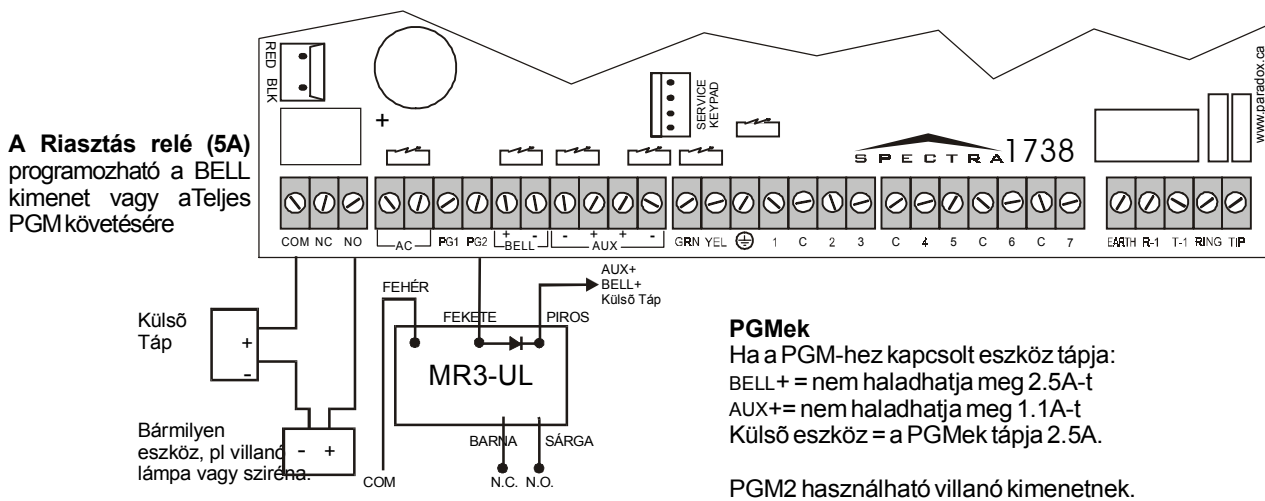 RED BLK
+
SERVICE
KEYPAD
www.paradox.ca
SPECTRA 1738
A Riasztás relé (5A)
programozható a BELL
kimenet vagy aTeljes
PGM követésére
COM NC NO AC PG1 PG2 + - BELL - + + - AUX GRN YEL 1 C 2 3 C 4 5 C 6 C 7 EARTH R-1 T-1 RING TIP
AUX+
BELL+
Külsõ Táp
FEHÉR
FEKETE
PIROS
MR3-UL
BARNA
SÁRGA
COM
N.C. N.O.
Külsõ
Táp
+
-
- +
Bármilyen
eszköz, pl villanó
lámpa vagy sziréna.
PGMek
Ha a PGM-hez kapcsolt eszköz tápja:
BELL+ = nem haladhatja meg 2.5A-t
AUX+= nem haladhatja meg 1.1A-t
Külsõ eszköz = a PGMek tápja 2.5A.
PGM2 használható villanó kimenetnek.